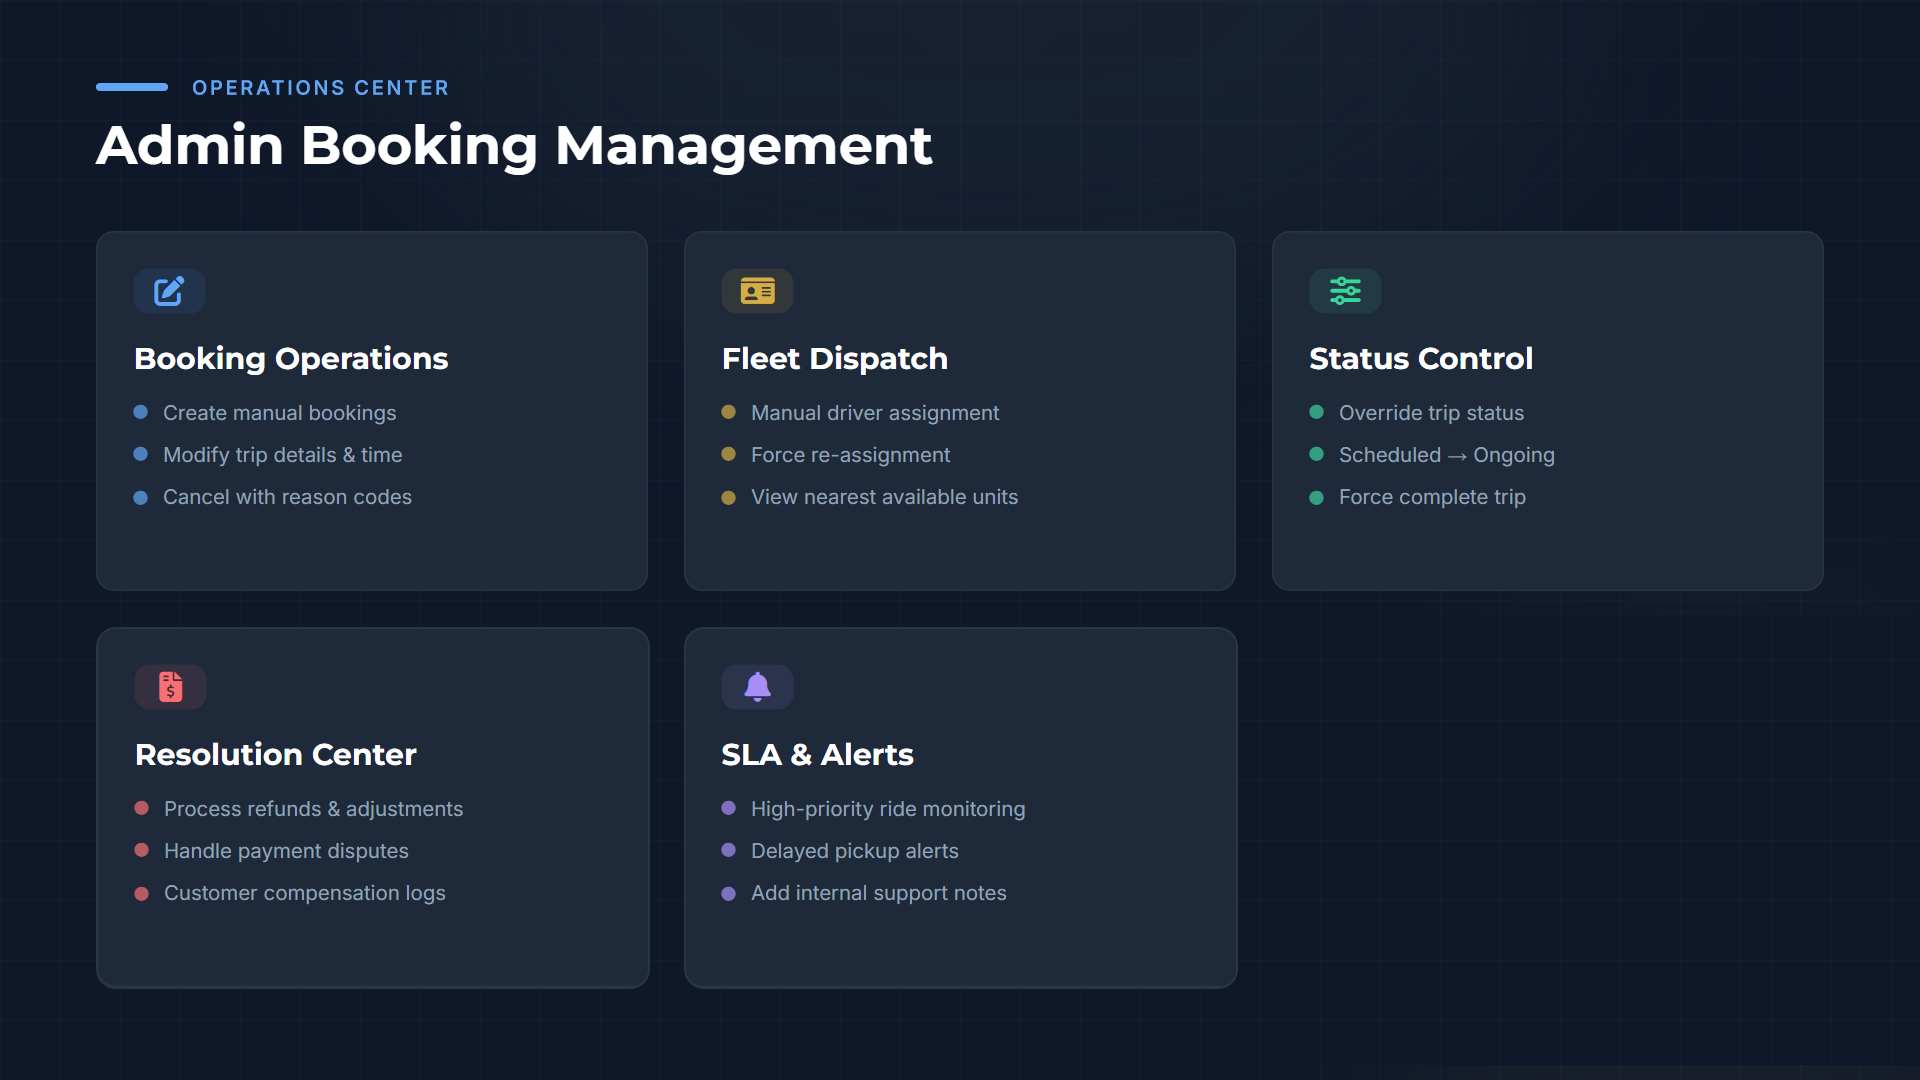 OPERATIONS CENTER
Admin Booking Management
Booking Operations
Create manual bookings
Modify trip details & time
Cancel with reason codes
Fleet Dispatch
Manual driver assignment
Force re-assignment
View nearest available units
Status Control
Override trip status
Scheduled → Ongoing
Force complete trip
$
Resolution Center
Process refunds & adjustments
Handle payment disputes
Customer compensation logs
SLA & Alerts
High-priority ride monitoring
Delayed pickup alerts
Add internal support notes